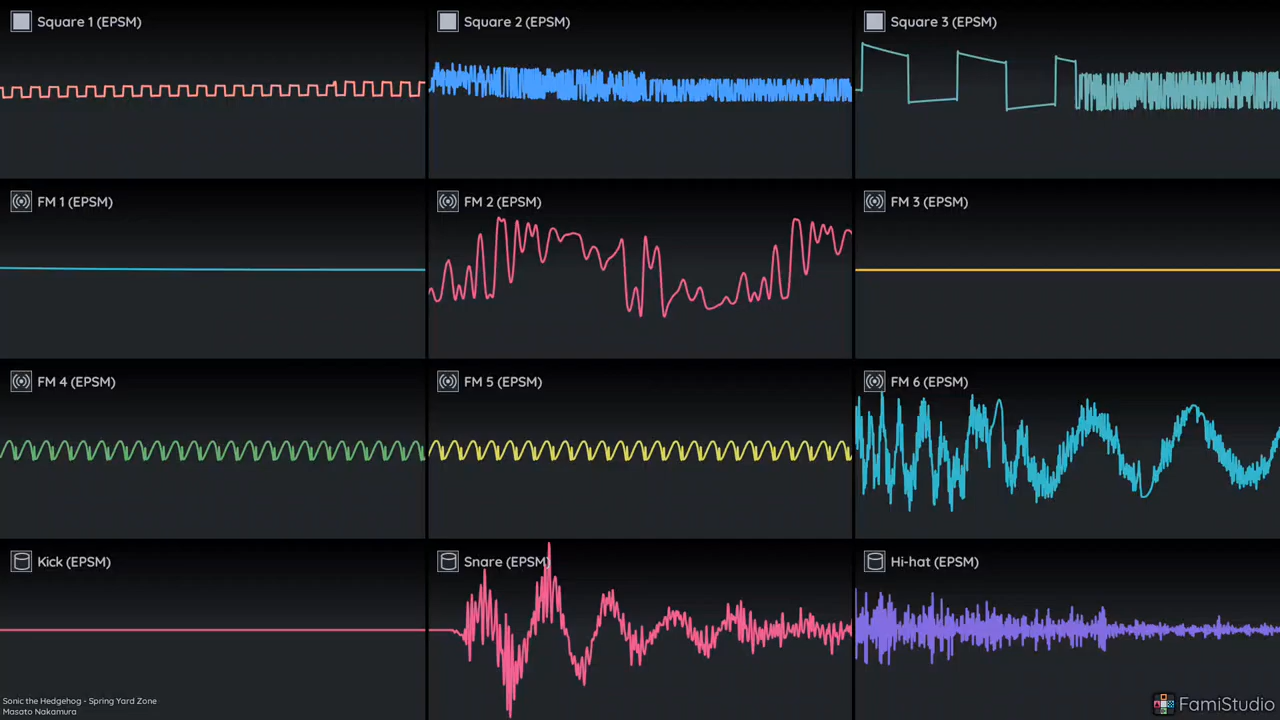 Square 1 (EPSM)
Square 2 (EPSM)
Square 3 (EPSM)
FM 1 (EPSM)
FM 2 (EPSM)
FM 3 (EPSM)
FM 4 (EPSM)
FM 5 (EPSM)
FM 6 (EPSM)
Kick (EPSM)
Snare (EPSM)
Hi-hat (EPSM)
Sonic the Hedgehog - Spring Yard Zone
Masato Nakamura
FamiStudio